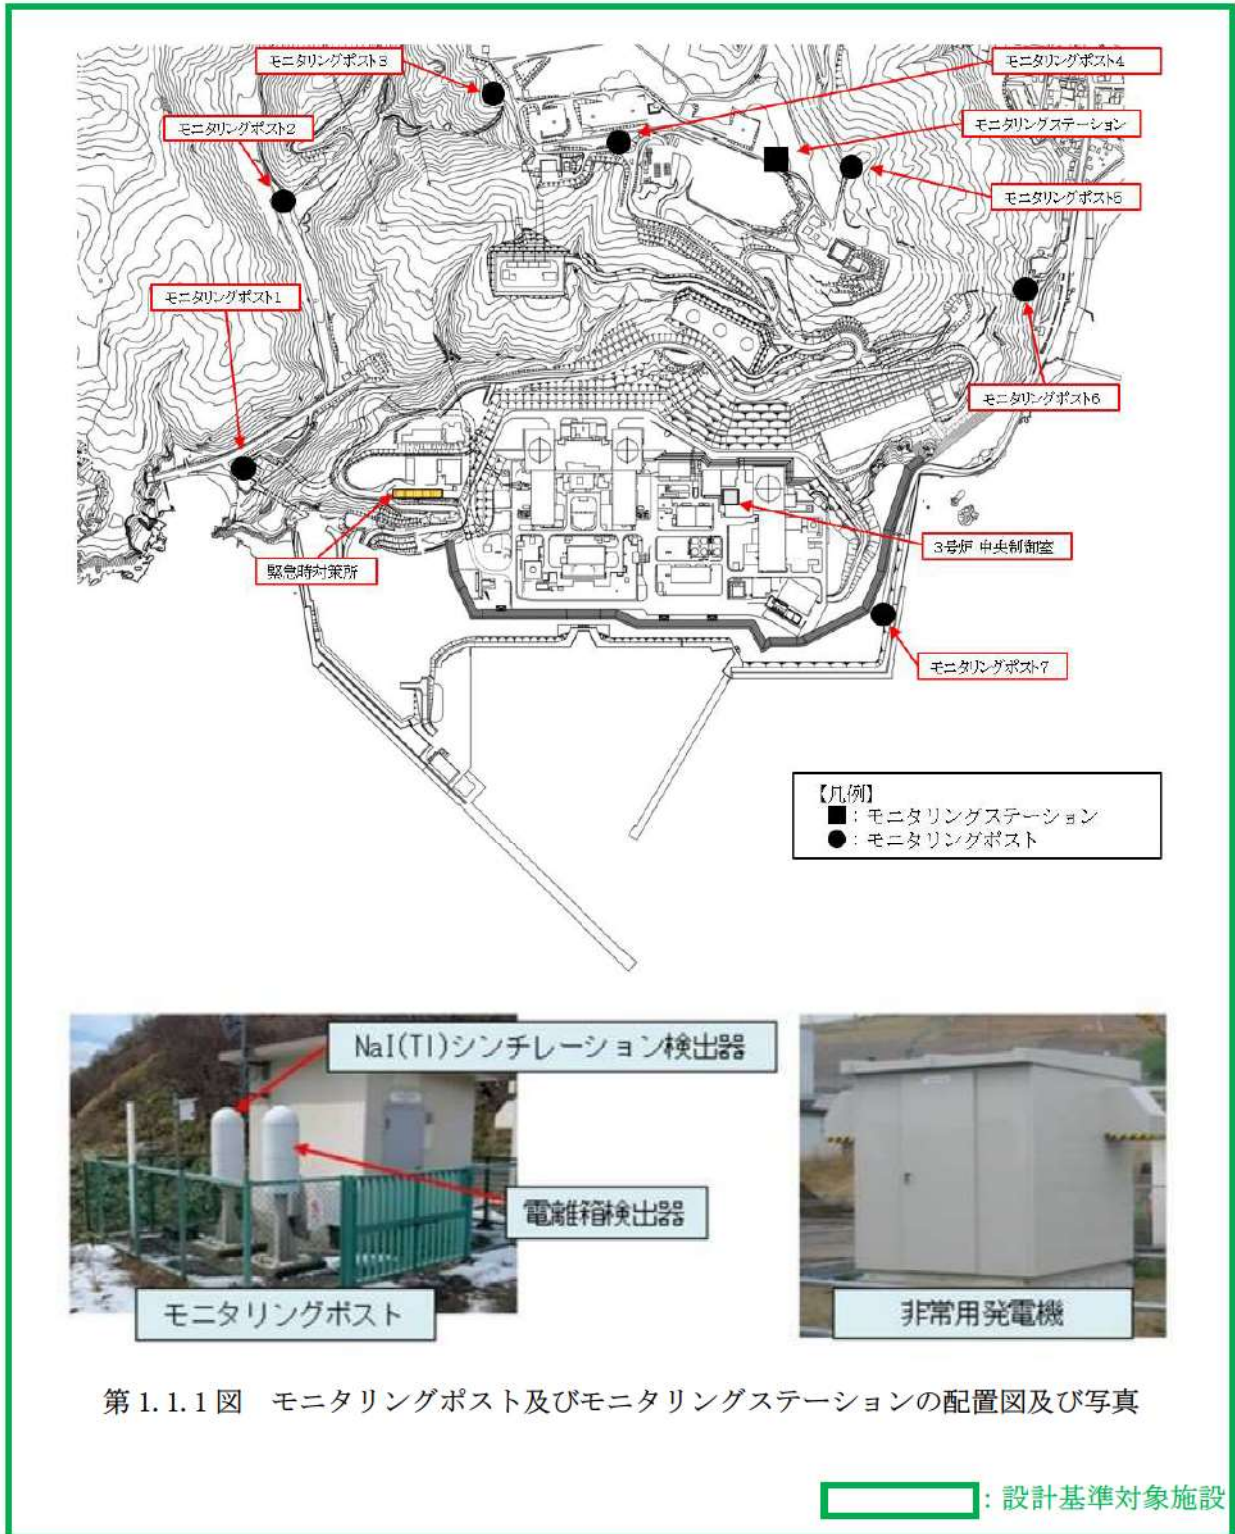 モニタリングポスト3
モニタリングポスト4
モニタリングポスト2
モニタリングステーション
モニタリングポスト5
モニタリングポスト1
モニタリングポスト6
3号炉 中央制御室
緊急時対策所
モニタリングポスト7
【凡例】
■：モニタリングステーション
●：モニタリングポスト
NaI(Tl)シンチレーション検出器
電離箱検出器
モニタリングポスト
非常用発電機
第1.1.1図　モニタリングポスト及びモニタリングステーションの配置図及び写真
：設計基準対象施設